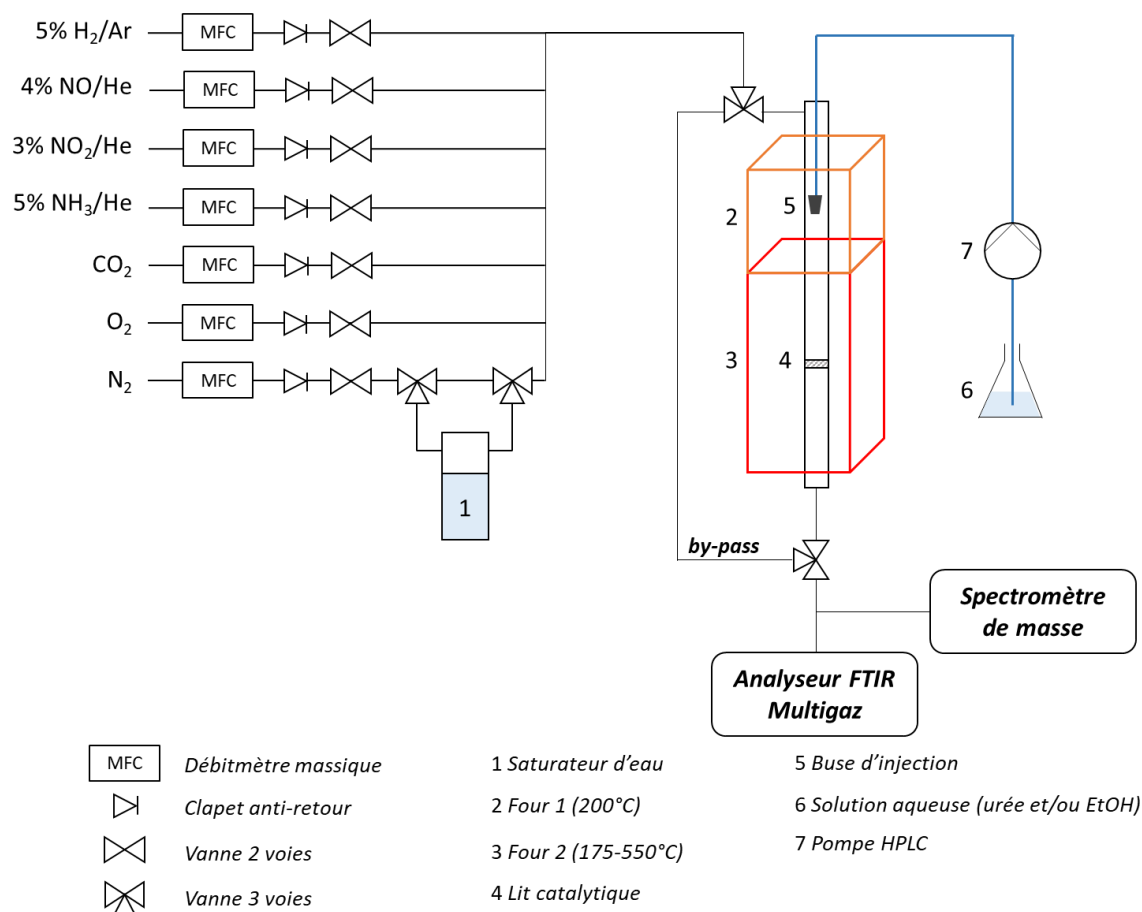 5% H₂/Ar
MFC
4% NO/He
MFC
3% NO₂/He
MFC
5% NH₃/He
MFC
CO₂
MFC
O₂
MFC
N₂
MFC
1
2
5
3
4
7
6
by-pass
Spectromètre
de masse
Analyseur FTIR
Multigaz
MFC Débitmètre massique
Clapet anti-retour
Vanne 2 voies
Vanne 3 voies
1 Saturateur d'eau
2 Four 1 (200°C)
3 Four 2 (175-550°C)
4 Lit catalytique
5 Buse d'injection
6 Solution aqueuse (urée et/ou EtOH)
7 Pompe HPLC